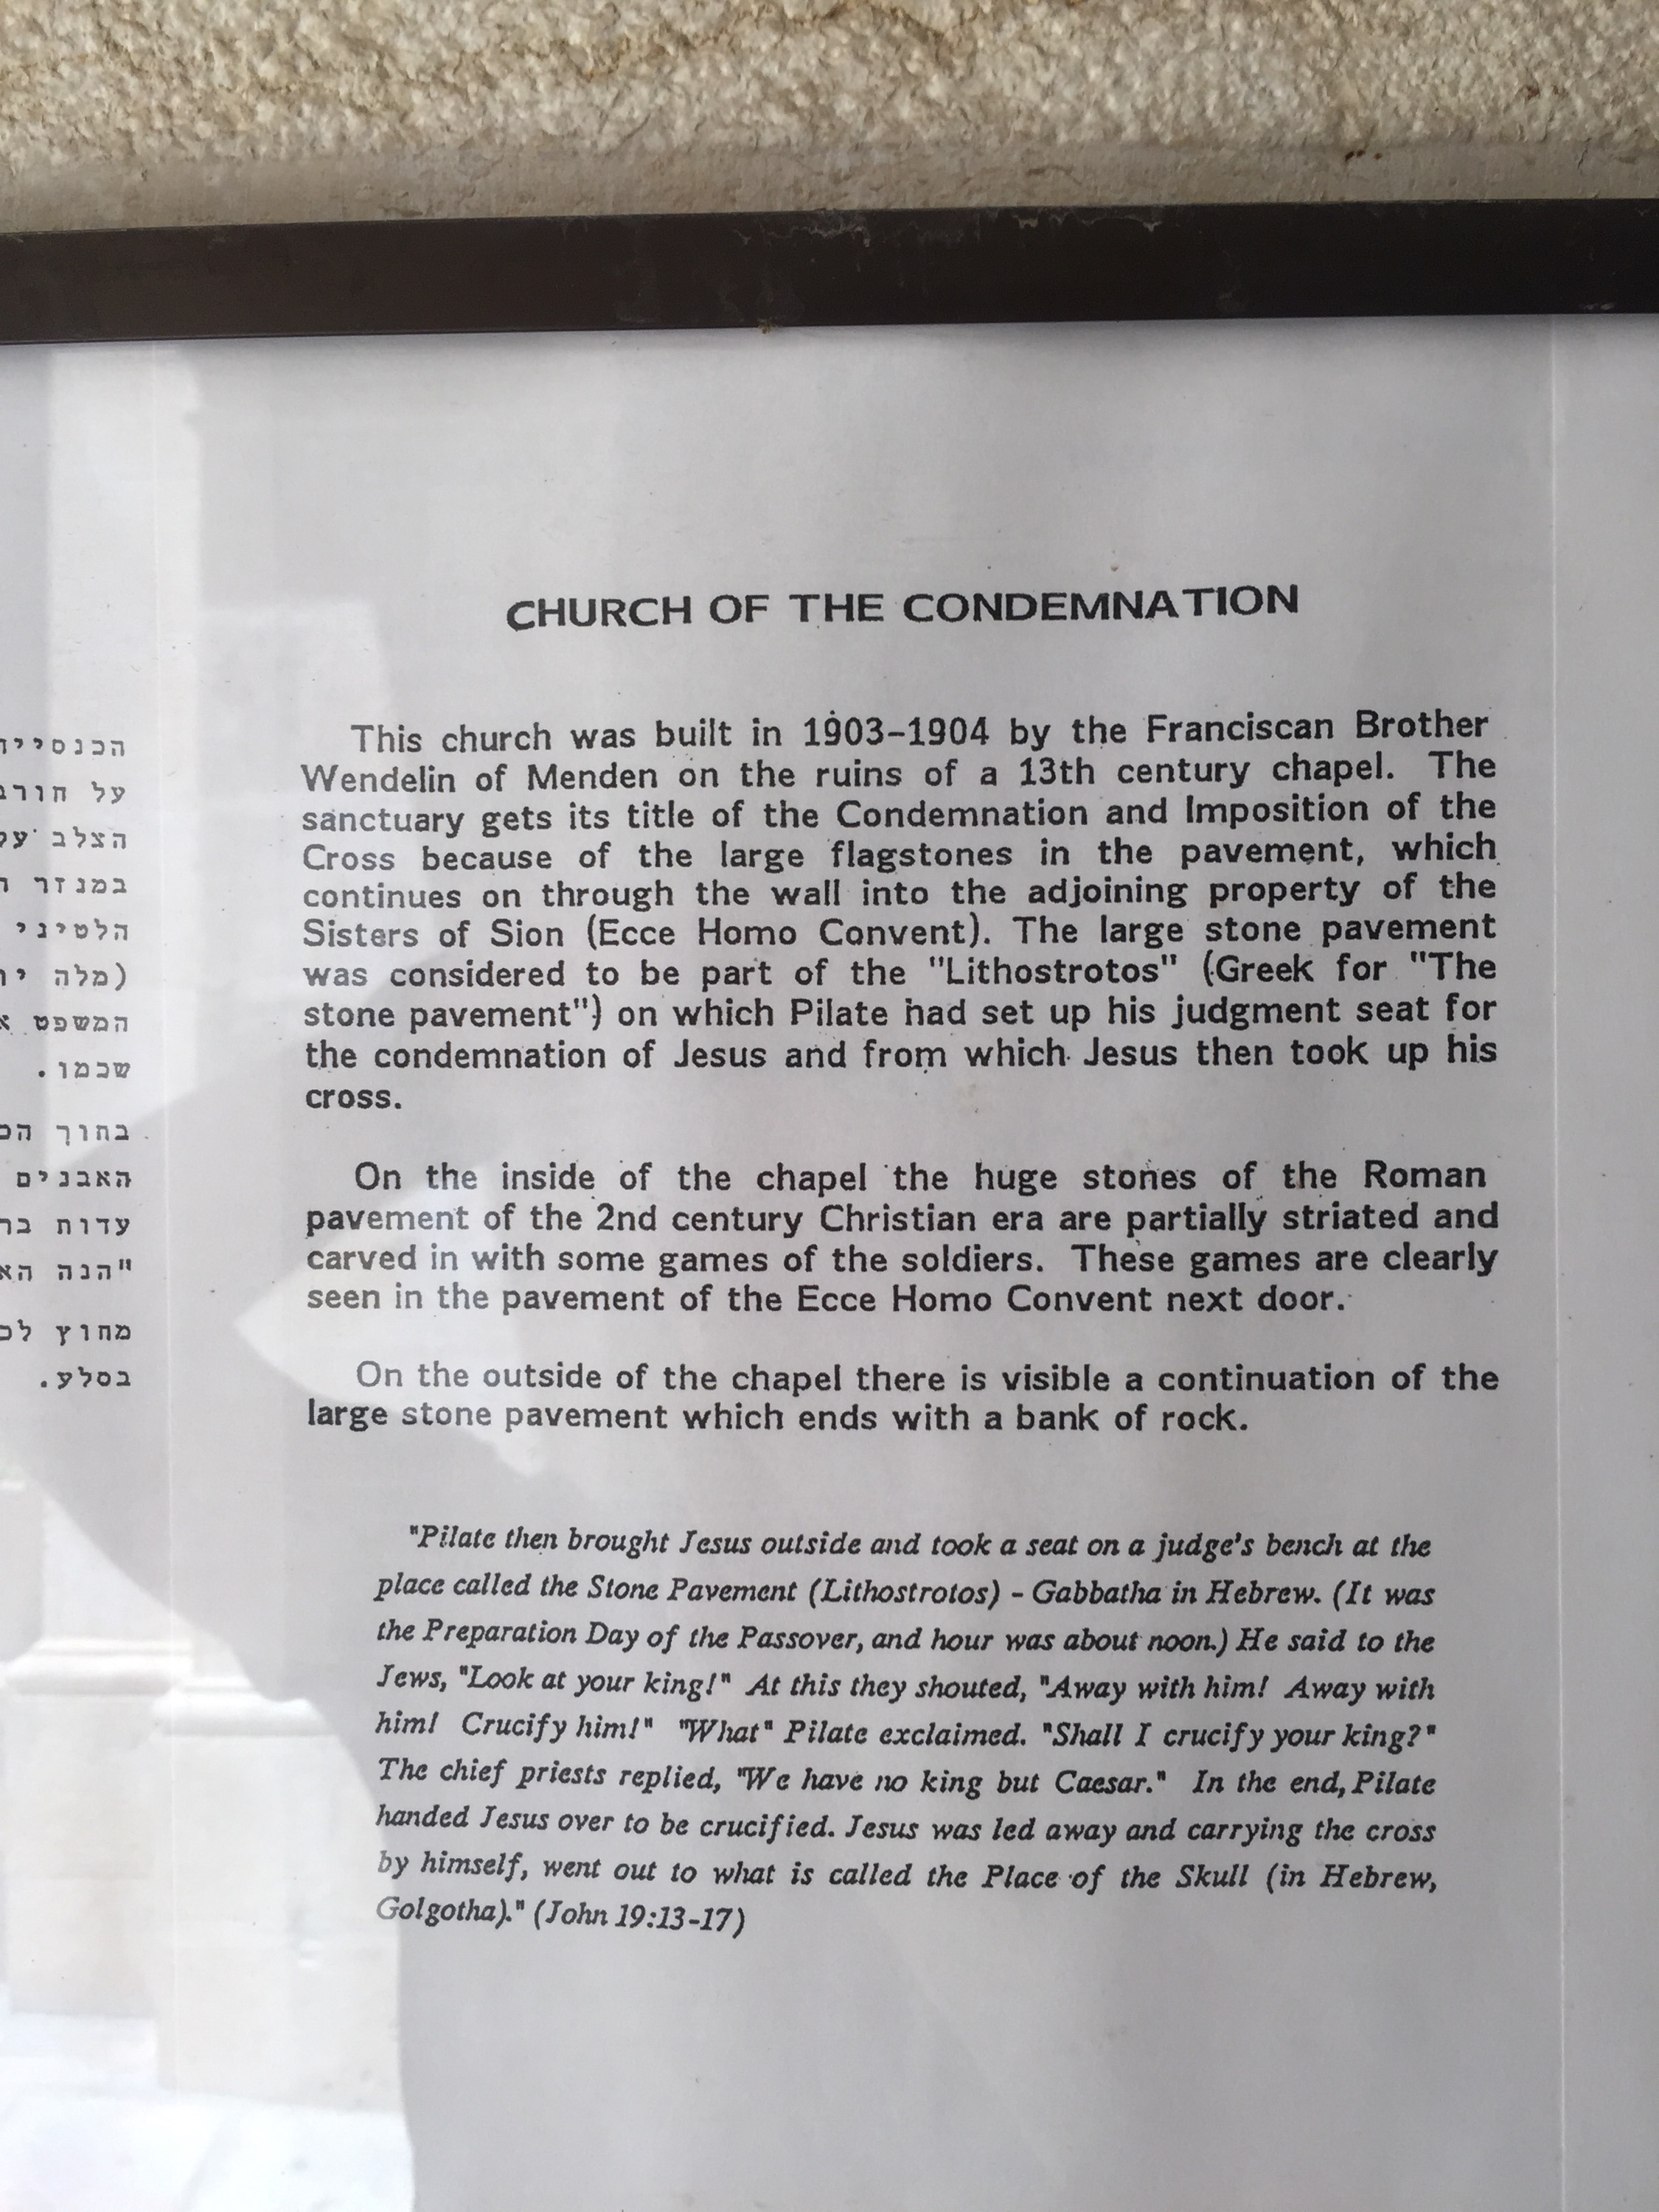 CHURCH OF THE CONDEMNATION
This church was built in 1903-1904 by the Franciscan Brother
Wendelin of Menden on the ruins of a 13th century chapel. The
sanctuary gets its title of the Condemnation and Imposition of the
Cross because of the large flagstones in the pavement, which
continues on through the wall into the adjoining property of the
Sisters of Sion (Ecce Homo Convent). The large stone pavement
was considered to be part of the "Lithostrotos" (Greek for "The
stone pavement") on which Pilate had set up his judgment seat for
the condemnation of Jesus and from which Jesus then took up his
cross.
On the inside of the chapel the huge stones of the Roman
pavement of the 2nd century Christian era are partially striated and
carved in with some games of the soldiers. These games are clearly
seen in the pavement of the Ecce Homo Convent next door.
On the outside of the chapel there is visible a continuation of the
large stone pavement which ends with a bank of rock.
"Pilate then brought Jesus outside and took a seat on a judge's bench at the
place called the Stone Pavement (Lithostrotos) - Gabbatha in Hebrew. (It was
the Preparation Day of the Passover, and hour was about noon.) He said to the
Jews, "Look at your king!" At this they shouted, "Away with him! Away with
him! Crucify him!" "What" Pilate exclaimed. "Shall I crucify your king?"
The chief priests replied, "We have no king but Caesar." In the end, Pilate
handed Jesus over to be crucified. Jesus was led away and carrying the cross
by himself, went out to what is called the Place of the Skull (in Hebrew,
Golgotha)." (John 19:13-17)
על
הצלב
במנזר
הלטיני
(מלה
המשפט
שכמו.
בתוך
האבנים
עדות
"הנה
מחוץ
בסלע.